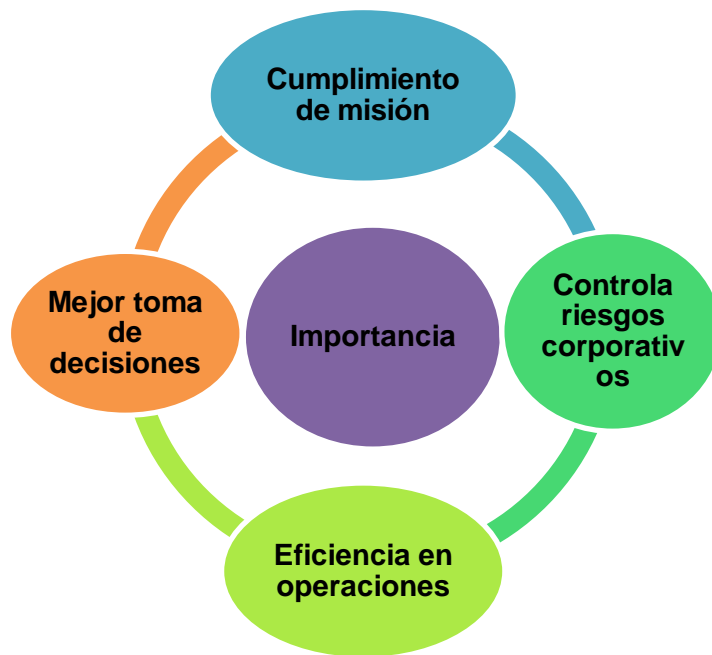 Cumplimiento
de misión
Mejor toma
de
decisiones
Importancia
Controla
riesgos
corporativ
os
Eficiencia en
operaciones